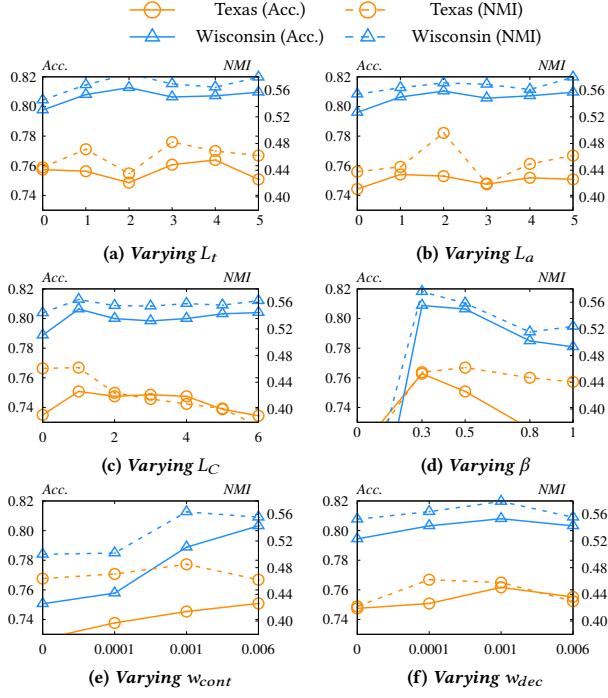 Texas (Acc.) Texas (NMI)
Wisconsin (Acc.) Wisconsin (NMI)
Acc. NMI Acc. NMI
0.82 0.82
0.80 0.56 0.80 0.56
0.78 0.52 0.78 0.52
0.48 0.48
0.76 0.44 0.76 0.44
0.74 0.40 0.74 0.40
0 1 2 3 4 5 0 1 2 3 4 5
(a) Varying L_t (b) Varying L_a
Acc. NMI Acc. NMI
0.82 0.82
0.80 0.56 0.80 0.56
0.78 0.52 0.78 0.52
0.48 0.48
0.76 0.44 0.76 0.44
0.74 0.40 0.74 0.40
0 1 2 3 4 6 0 0.3 0.5 0.8 1
(c) Varying L_C (d) Varying β
Acc. NMI Acc. NMI
0.82 0.82
0.80 0.56 0.80 0.56
0.78 0.52 0.78 0.52
0.48 0.48
0.76 0.44 0.76 0.44
0.74 0.40 0.74 0.40
0 0.0001 0.001 0.006 0 0.0001 0.001 0.006
(e) Varying w_cont (f) Varying w_dec